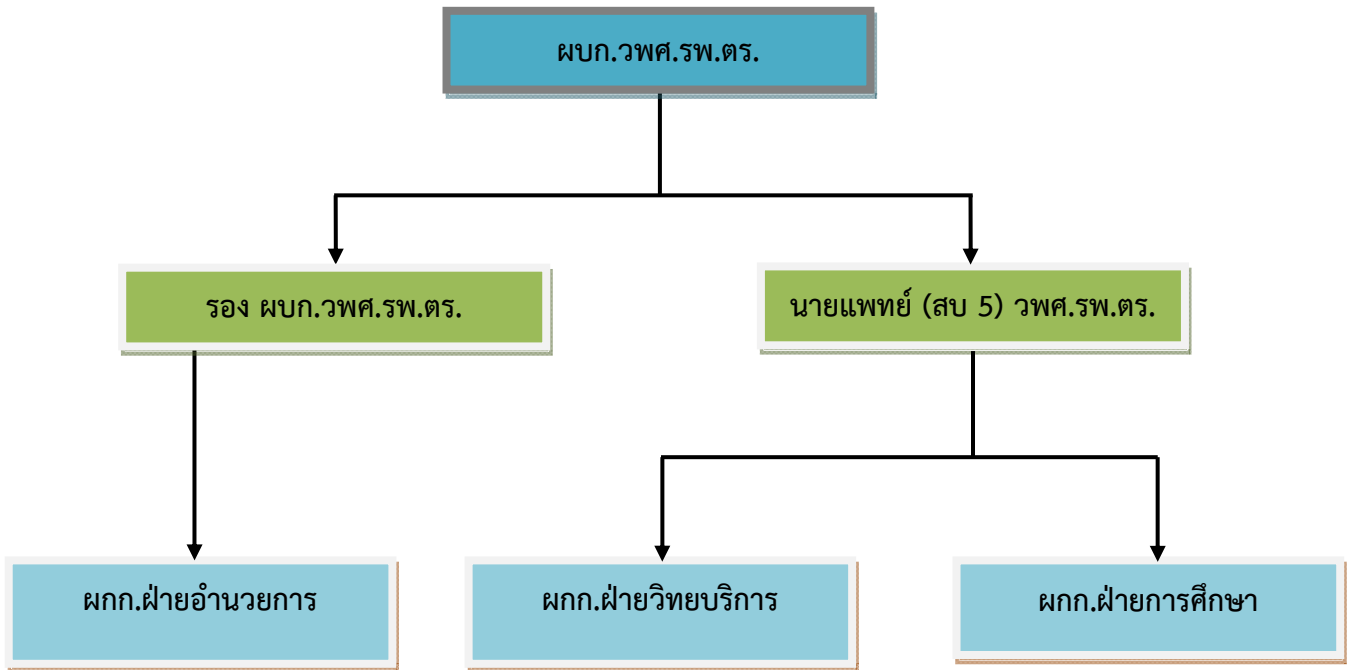 ผบก.วพศ.รพ.ตร.
รอง ผบก.วพศ.รพ.ตร.
นายแพทย์ (สบ 5) วพศ.รพ.ตร.
ผกก.ฝ่ายอำนวยการ
ผกก.ฝ่ายวิทยบริการ
ผกก.ฝ่ายการศึกษา